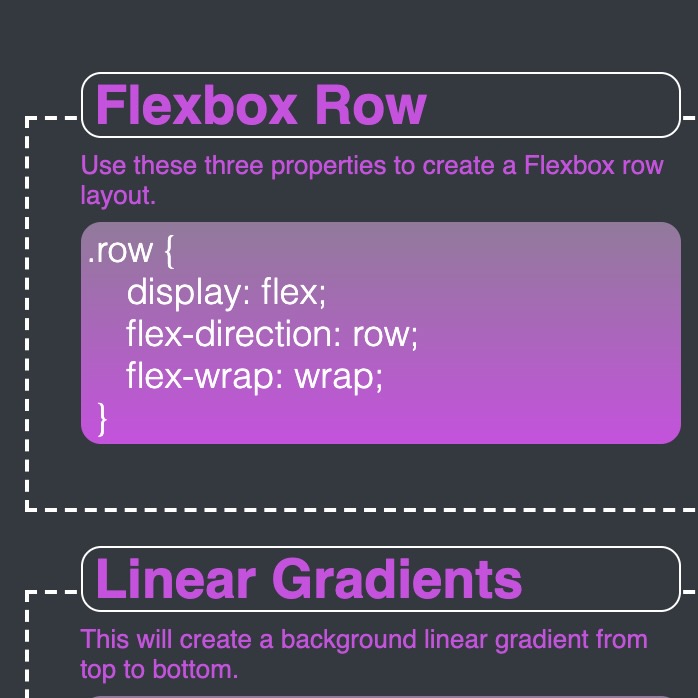 Flexbox Row
Use these three properties to create a Flexbox row
layout.
.row {
display: flex;
flex-direction: row;
flex-wrap: wrap;
}
Linear Gradients
This will create a background linear gradient from
top to bottom.